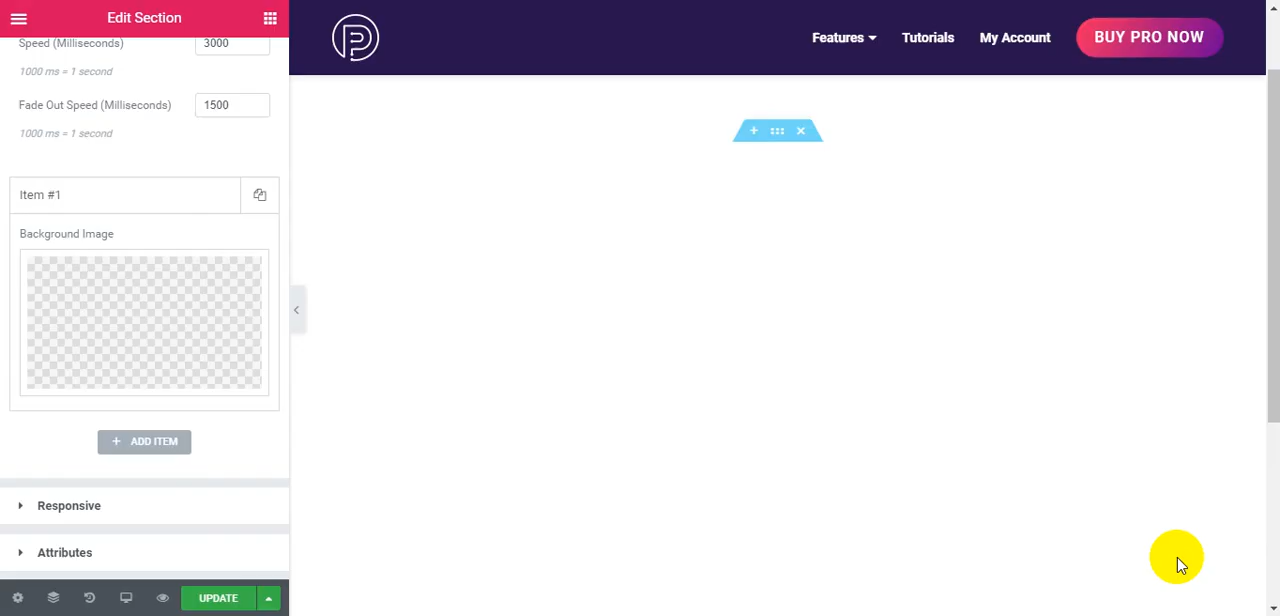 Edit Section
Features
Tutorials
My Account
BUY PRO NOW
Speed (Milliseconds)
3000
1000 ms = 1 second
Fade Out Speed (Milliseconds)
1500
1000 ms = 1 second
Item #1
Background Image
+ ADD ITEM
Responsive
Attributes
UPDATE